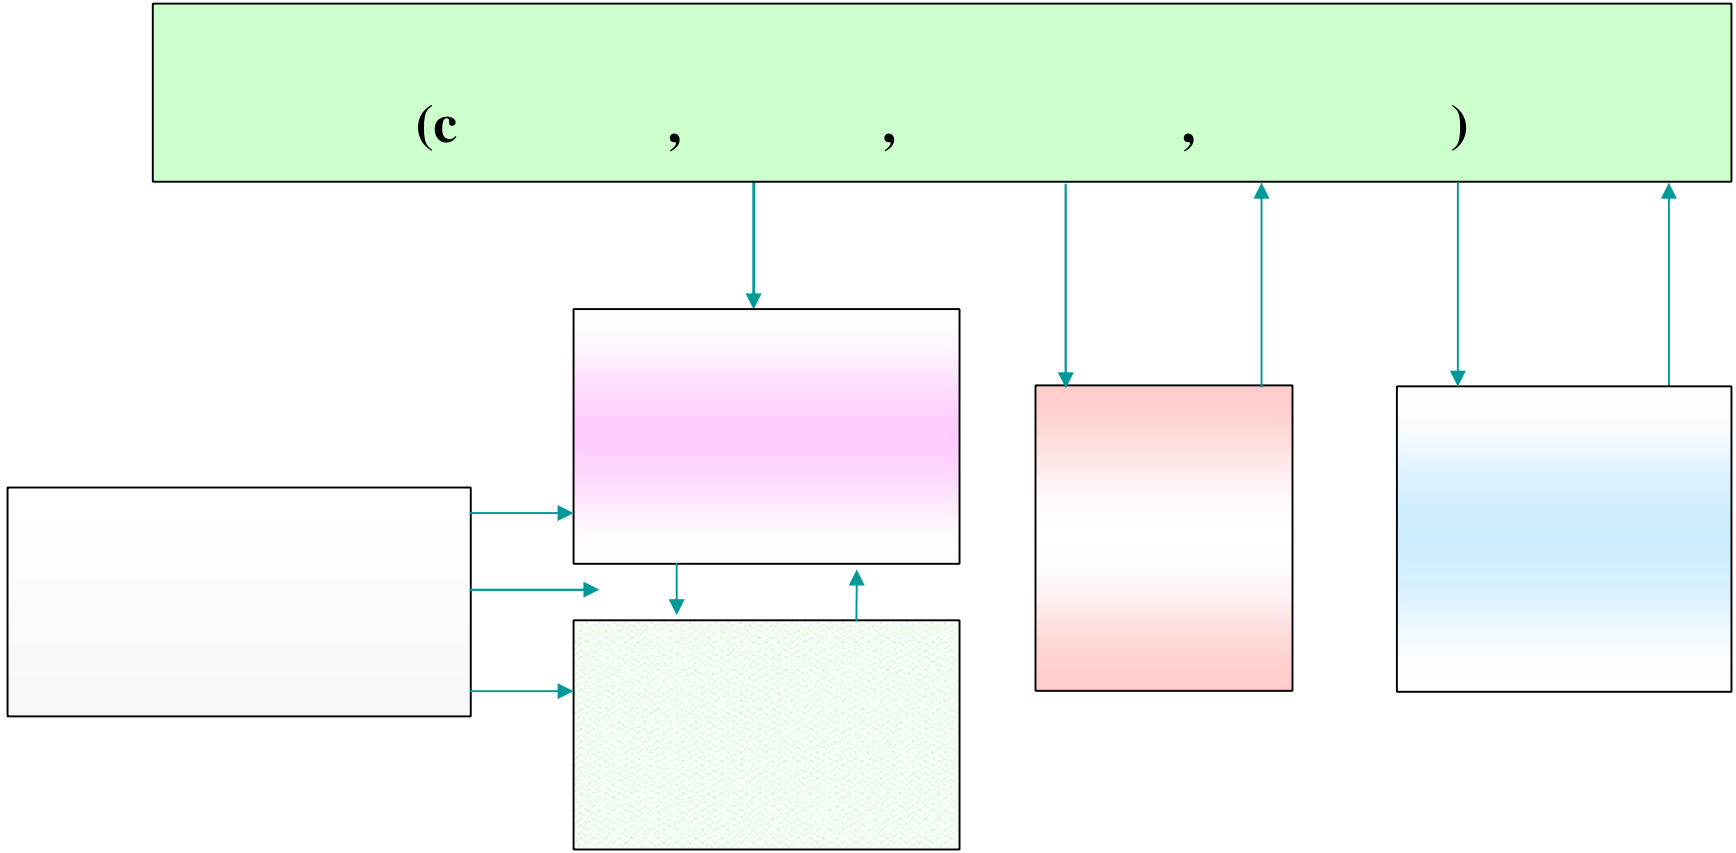 (c , , , )